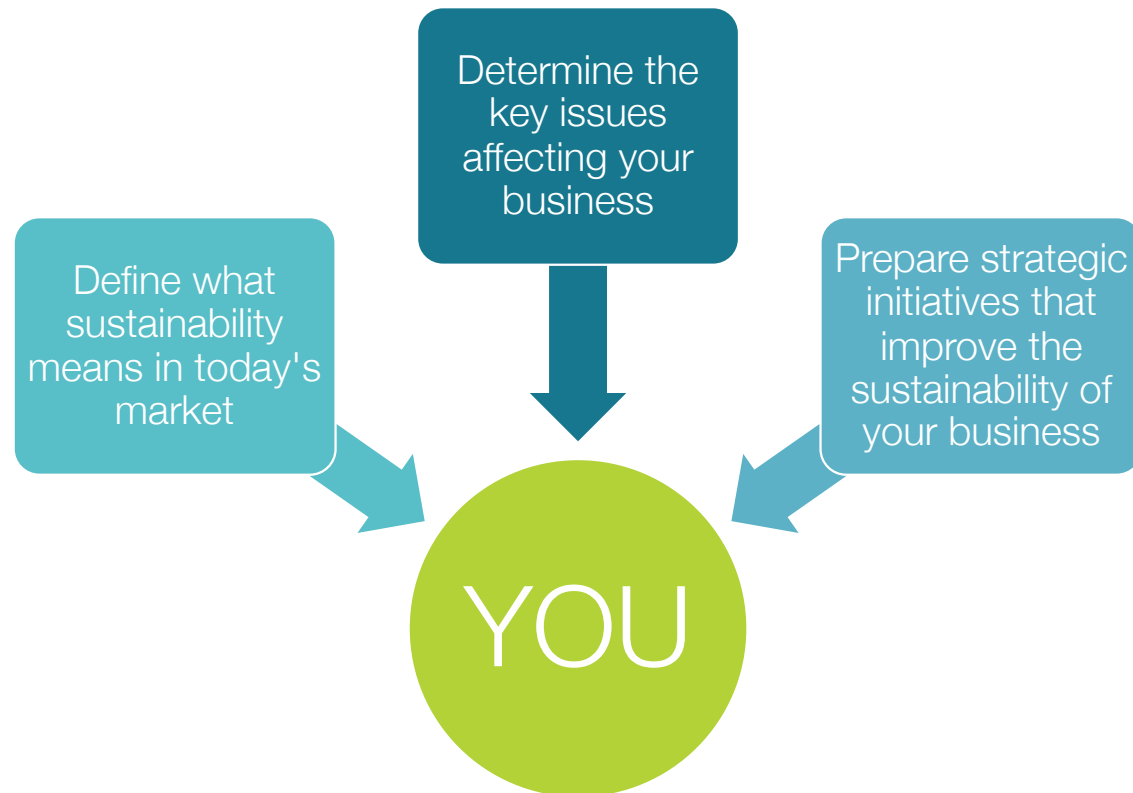 Determine the
key issues
affecting your
business
Define what
sustainability
means in today's
market
Prepare strategic
initiatives that
improve the
sustainability of
your business
YOU